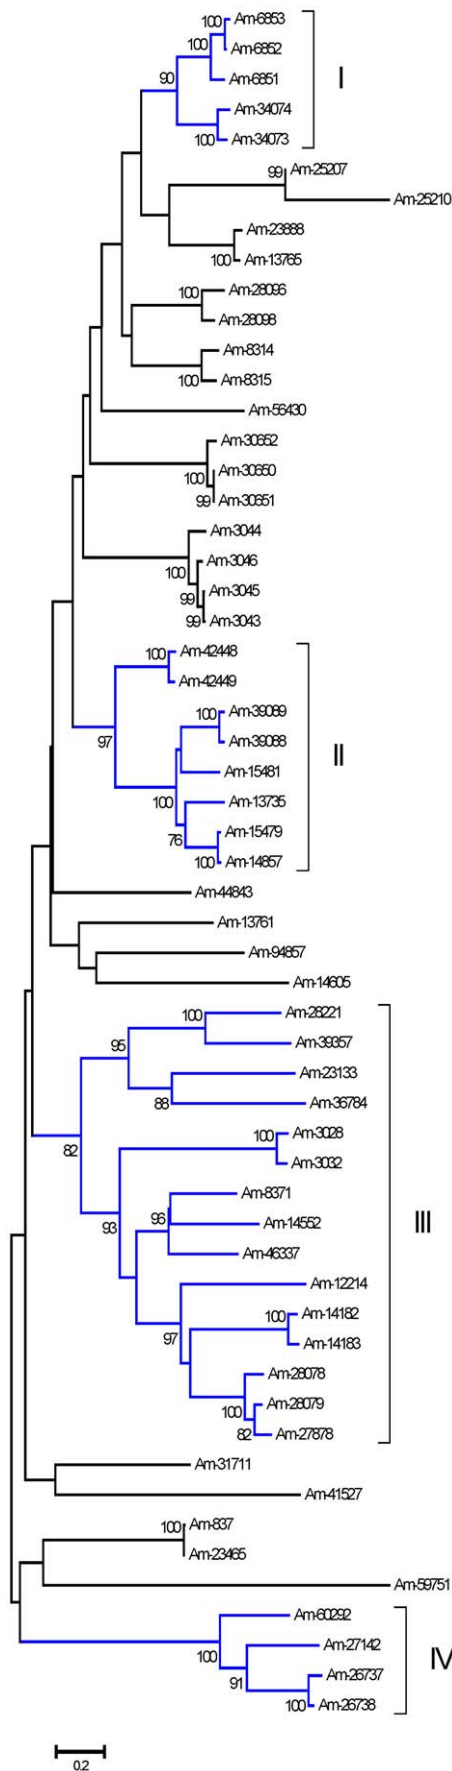 100 Am-6853
100 Am-6852
90 Am-6851
I
Am-34074
100 Am-34073
99 Am-25207
Am-25210
Am-23888
100 Am-13765
100 Am-28096
Am-28098
Am-8314
100 Am-8315
Am-56430
Am-30652
100 Am-30650
99 Am-30651
Am-3044
100 Am-3046
99 Am-3045
99 Am-3043
100 Am-42448
Am-42449
97
100 Am-39089
Am-39088
II
100 Am-15481
Am-13735
76 Am-15479
100 Am-14857
Am-44843
Am-13761
Am-94857
Am-14605
100 Am-28221
95 Am-39357
Am-23133
88 Am-36784
82
100 Am-3028
Am-3032
93
96 Am-8371
Am-14552
III
Am-46337
Am-12214
97
100 Am-14182
Am-14183
Am-28078
100 Am-28079
82 Am-27878
Am-31711
Am-41527
100 Am-837
Am-23465
Am-59751
Am-60292
100 Am-27142
IV
91 Am-26737
100 Am-26738
0.2